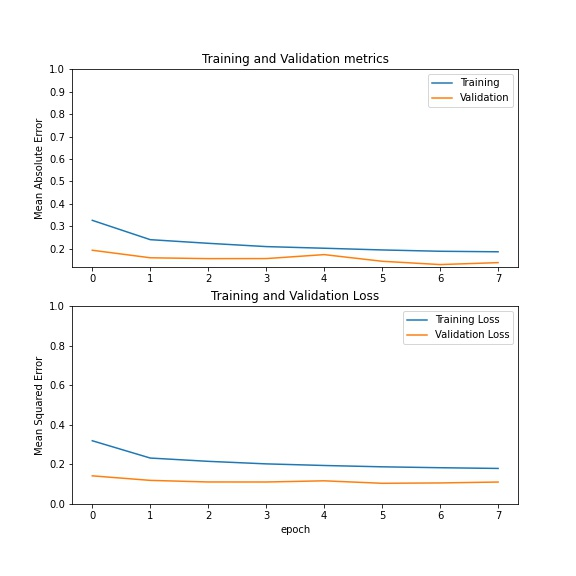 Training and Validation metrics
1.0
0.9
0.8
0.7
0.6
0.5
0.4
0.3
0.2
Mean Absolute Error
Training
Validation
0 1 2 3 4 5 6 7
Training and Validation Loss
1.0
0.8
0.6
0.4
0.2
0.0
Mean Squared Error
Training Loss
Validation Loss
0 1 2 3 4 5 6 7
epoch